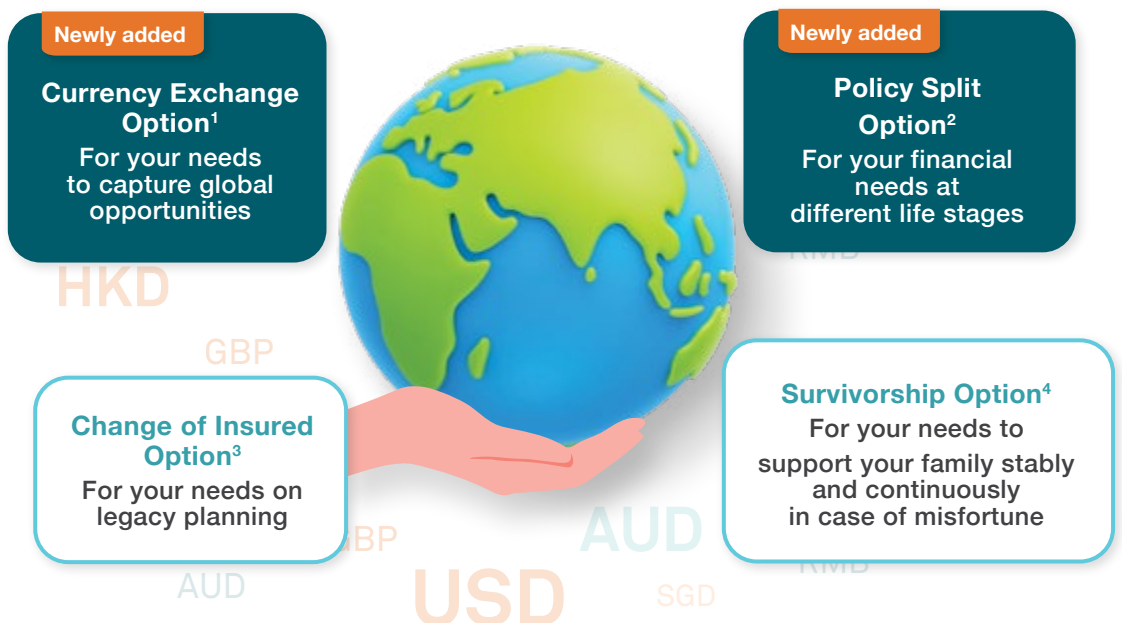 Newly added
Currency Exchange
Option¹
For your needs
to capture global
opportunities
Newly added
Policy Split
Option²
For your financial
needs at
different life stages
HKD
RMB
GBP
Change of Insured
Option³
For your needs on
legacy planning
Survivorship Option⁴
For your needs to
support your family stably
and continuously
in case of misfortune
GBP
AUD
RMB
AUD
USD
SGD